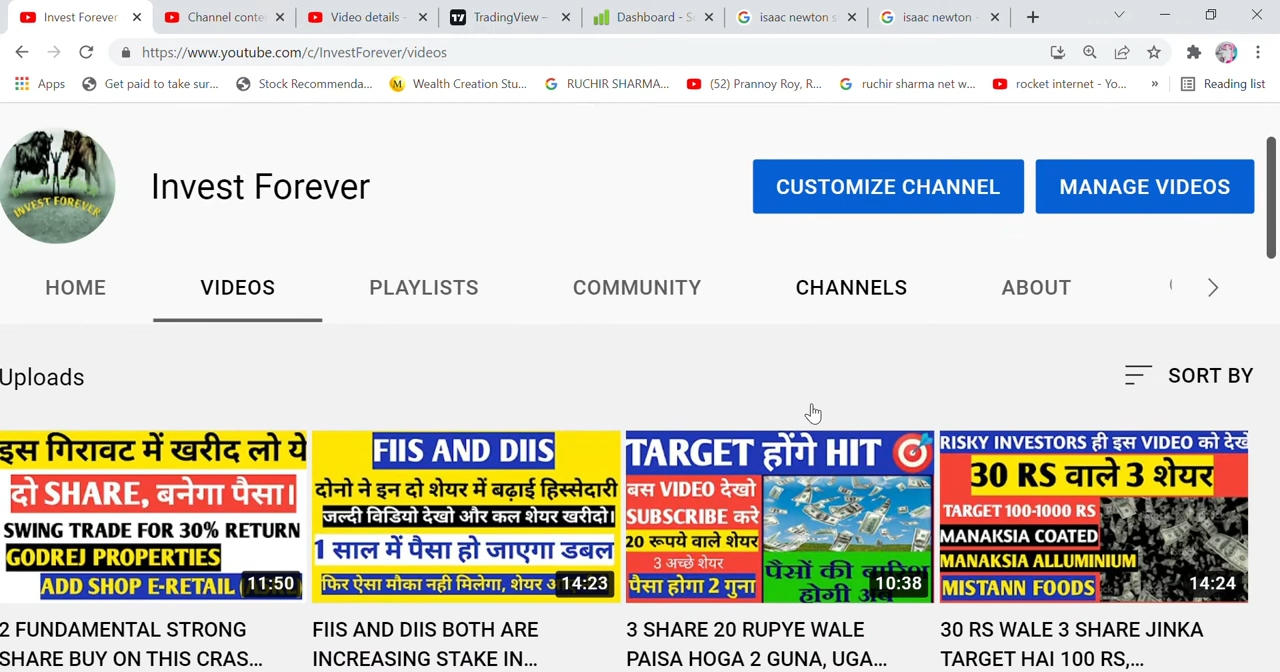 Invest Forever
Channel conte
Video details -
TradingView –
Dashboard - S
isaac newton s
isaac newton -
https://www.youtube.com/c/InvestForever/videos
Apps
Get paid to take sur...
Stock Recommenda...
Wealth Creation Stu...
RUCHIR SHARMA...
(52) Prannoy Roy, R...
ruchir sharma net w...
rocket internet - Yo...
»
Reading list
INVEST FOREVER
Invest Forever
CUSTOMIZE CHANNEL
MANAGE VIDEOS
HOME
VIDEOS
PLAYLISTS
COMMUNITY
CHANNELS
ABOUT
Uploads
SORT BY
इस गिरावट में खरीद लो ये
दो SHARE, बनेगा पैसा।
SWING TRADE FOR 30% RETURN
GODREJ PROPERTIES
ADD SHOP E-RETAIL
11:50
FIIS AND DIIS
दोनो ने इन दो शेयर में बढ़ाई हिस्सेदारी
जल्दी विडियो देखो और कल शेयर खरीदो।
1 साल में पैसा हो जाएगा डबल
फिर ऐसा मौका नही मिलेगा, शेयर
14:23
TARGET होंगे HIT
बस VIDEO देखो
SUBSCRIBE करे
20 रूपये वाले शेयर
3 अच्छे शेयर
पैसा होगा 2 गुना
पैसों की बारिश
होगी अब
10:38
RISKY INVESTORS ही इस VIDEO को देखे
30 RS वाले 3 शेयर
TARGET 100-1000 RS
MANAKSIA COATED
MANAKSIA ALLUMINIUM
MISTANN FOODS
14:24
2 FUNDAMENTAL STRONG
SHARE BUY ON THIS CRAS...
FIIS AND DIIS BOTH ARE
INCREASING STAKE IN...
3 SHARE 20 RUPYE WALE
PAISA HOGA 2 GUNA, UGA...
30 RS WALE 3 SHARE JINKA
TARGET HAI 100 RS,...